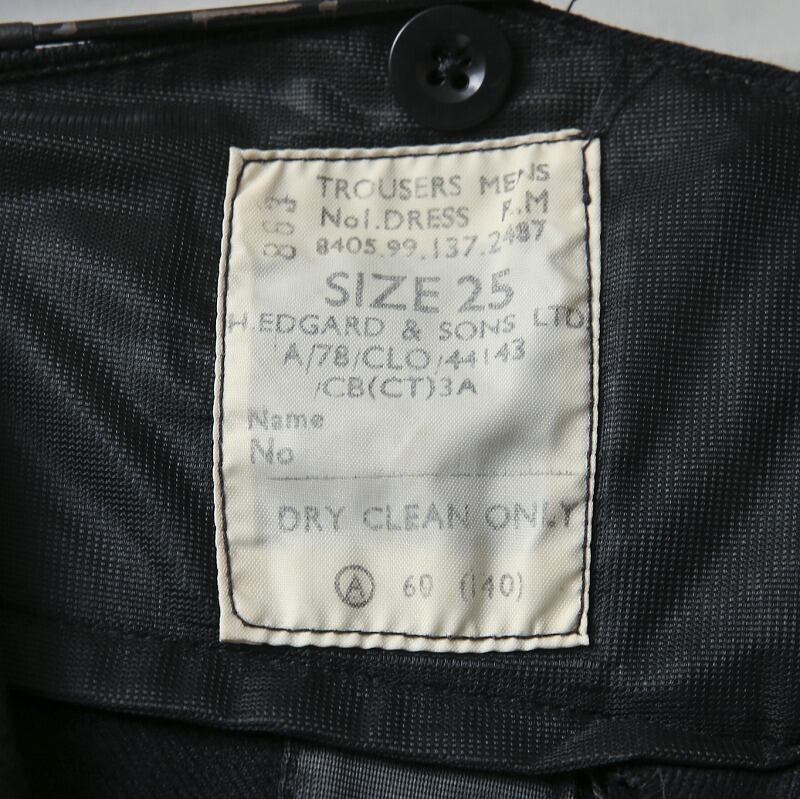 863
TROUSERS MENS
No1.DRESS R.M
8405.99.137.2487
SIZE 25
H.EDGARD & SONS LTD
A/78/CLO/44143
/CB(CT)3A
Name
No
DRY CLEAN ONLY
A 60 (140)